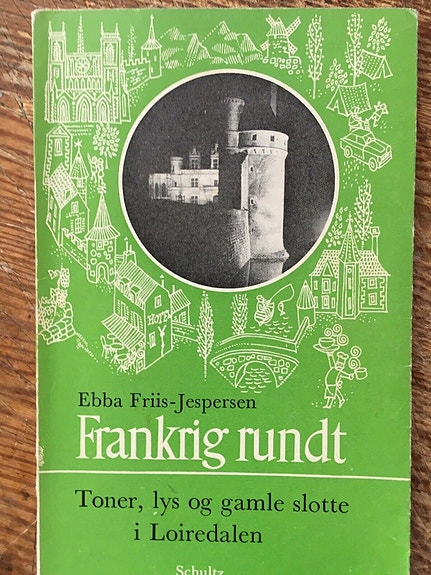 HOTEL
Ebba Friis-Jespersen
Frankrig rundt
Toner, lys og gamle slotte
i Loiredalen
Schultz